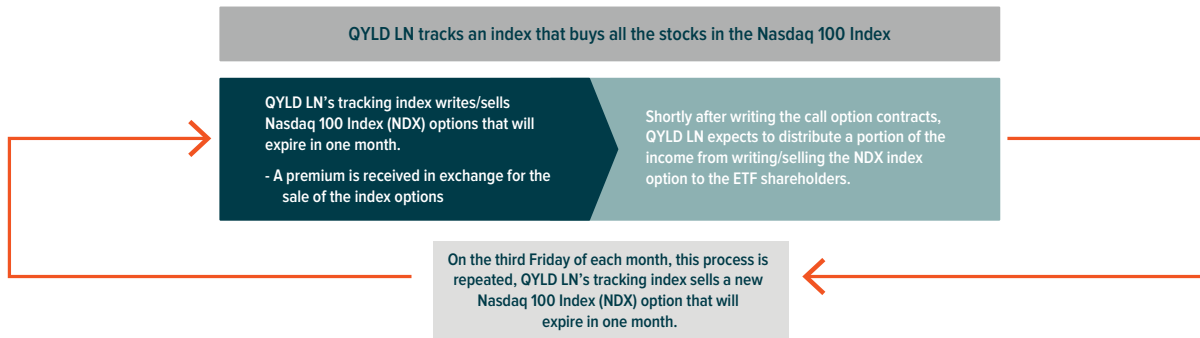 QYLD LN tracks an index that buys all the stocks in the Nasdaq 100 Index
QYLD LN’s tracking index writes/sells
Nasdaq 100 Index (NDX) options that will
expire in one month.
- A premium is received in exchange for the
sale of the index options
Shortly after writing the call option contracts,
QYLD LN expects to distribute a portion of the
income from writing/selling the NDX index
option to the ETF shareholders.
On the third Friday of each month, this process is
repeated, QYLD LN’s tracking index sells a new
Nasdaq 100 Index (NDX) option that will
expire in one month.